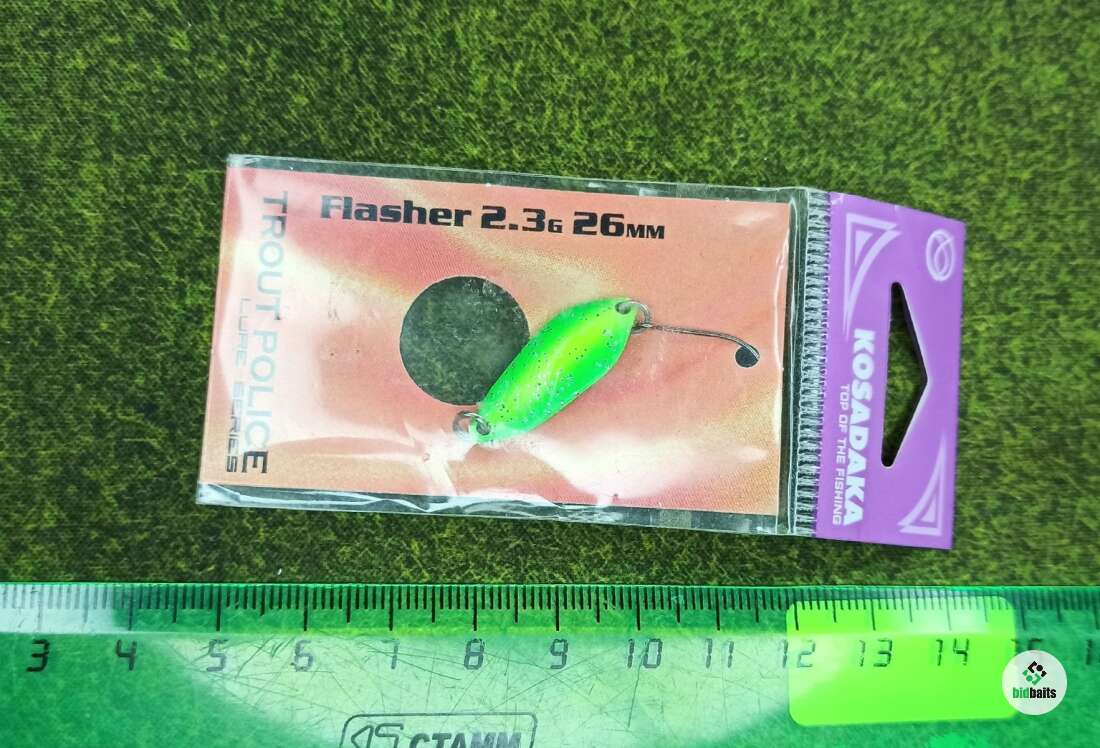 Flasher 2.3G 26MM
TROUT POLICE
LURE SERIES
KOSADAKA
TOP OF THE FISHING
3 4 5 6 7 8 9 10 11 12 13 14 15
СТАММ
bidbaits